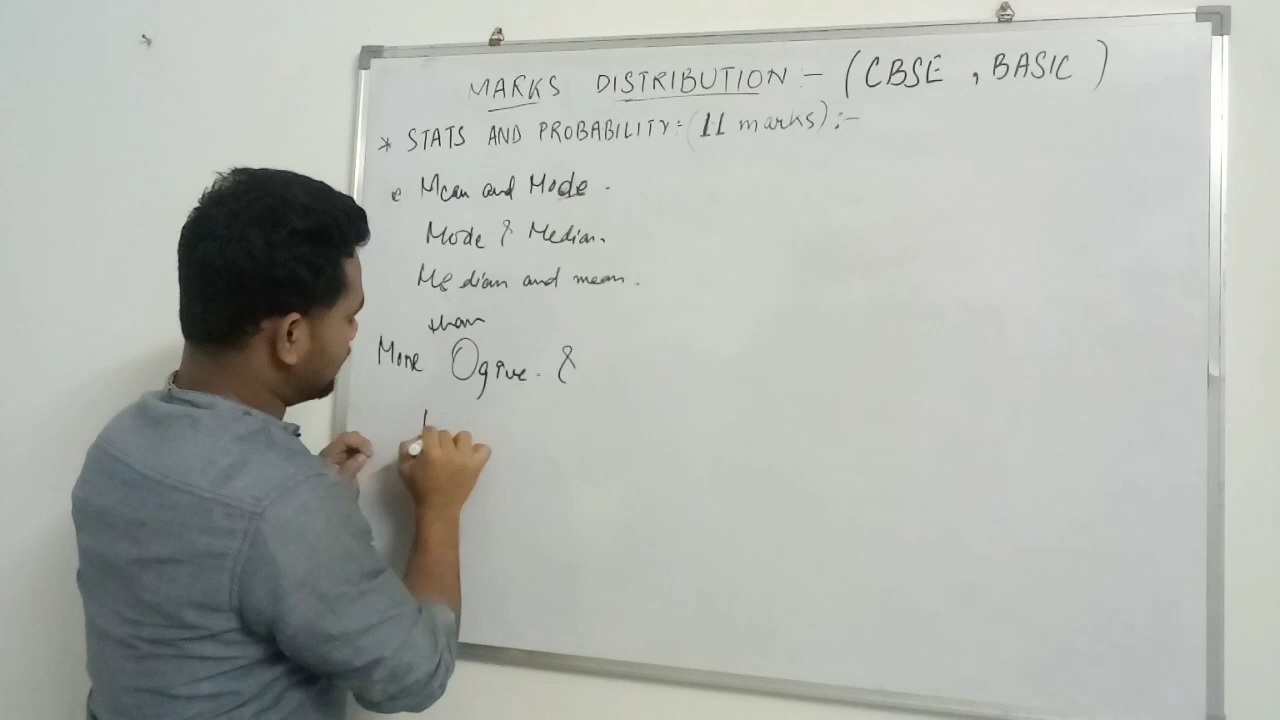 MARKS DISTRIBUTION :- (CBSE, BASIC)
* STATS AND PROBABILITY: (11 marks) :-
• Mean and Mode.
Mode & Median.
Median and mean.
than
More Ogive. &